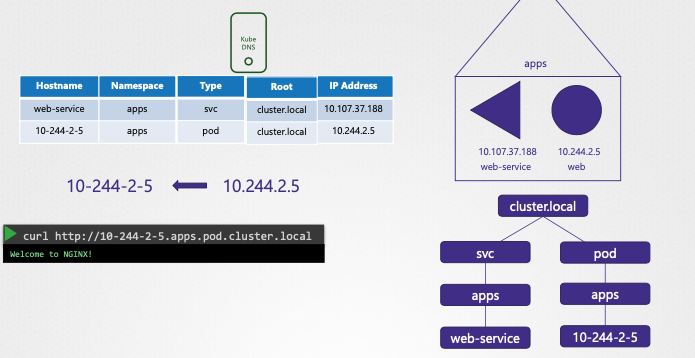 Kube
DNS
Hostname Namespace Type Root IP Address
web-service apps svc cluster.local 10.107.37.188
10-244-2-5 apps pod cluster.local 10.244.2.5
10-244-2-5 10.244.2.5
curl http://10-244-2-5.apps.pod.cluster.local
Welcome to NGINX!
apps
10.107.37.188 10.244.2.5
web-service web
cluster.local
svc pod
apps apps
web-service 10-244-2-5